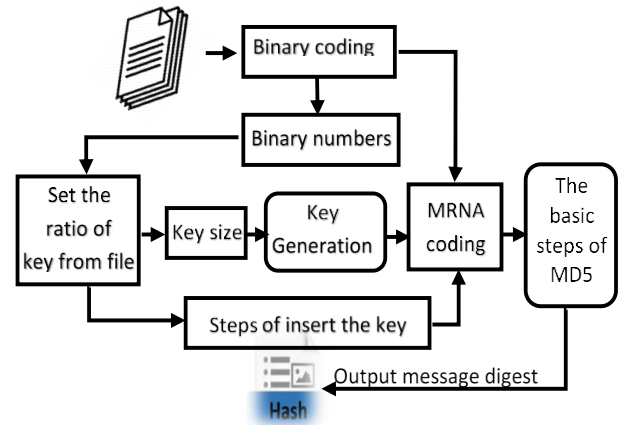 Binary coding
Binary numbers
Set the
ratio of
key from file
Key size
Key
Generation
MRNA
coding
The
basic
steps of
MD5
Steps of insert the key
Output message digest
Hash